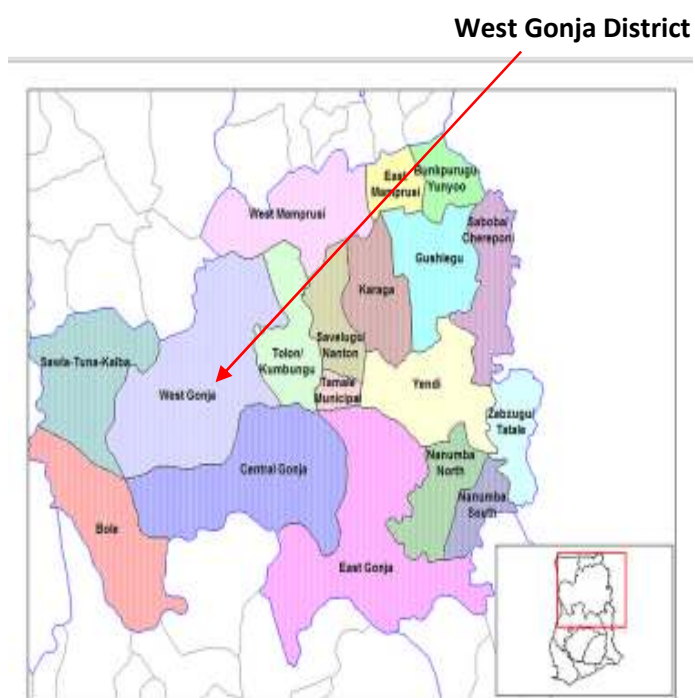 West Gonja District
East
Mamprusi
Bunkpurugu
Yunyoo
West Mamprusi
Saboba/
Chereponi
Gushiegu
Karaga
Savelugu/
Nanton
Tolon/
Kumbungu
Sawla-Tuna-Kalba
West Gonja
Tamale
Municipal
Yendi
Zabzugu/
Tatale
Central Gonja
Nanumba
North
Nanumba
South
Bole
East Gonja